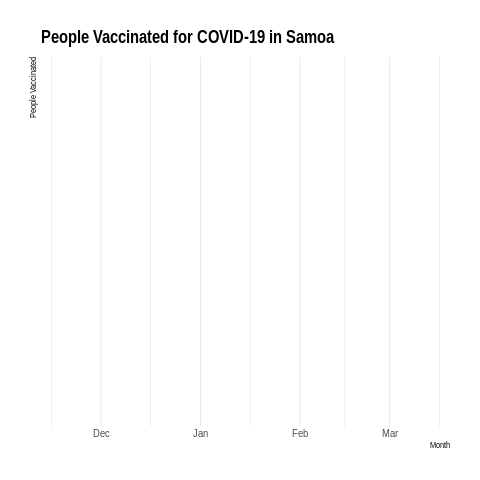 People Vaccinated for COVID-19 in Samoa
People Vaccinated
Dec
Jan
Feb
Mar
Month